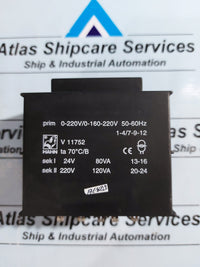 Atlas Shipcare Services
Ship & Industrial Automation
prim 0-220V/0-160-220V 50-60Hz
1-4/7-9-12
HAHN
V 11752
ta 70°C/B
sek I 24V 80VA 13-16
sek II 220V 120VA 20-24
Atlas Shipcare Services
Ship & Industrial Automation